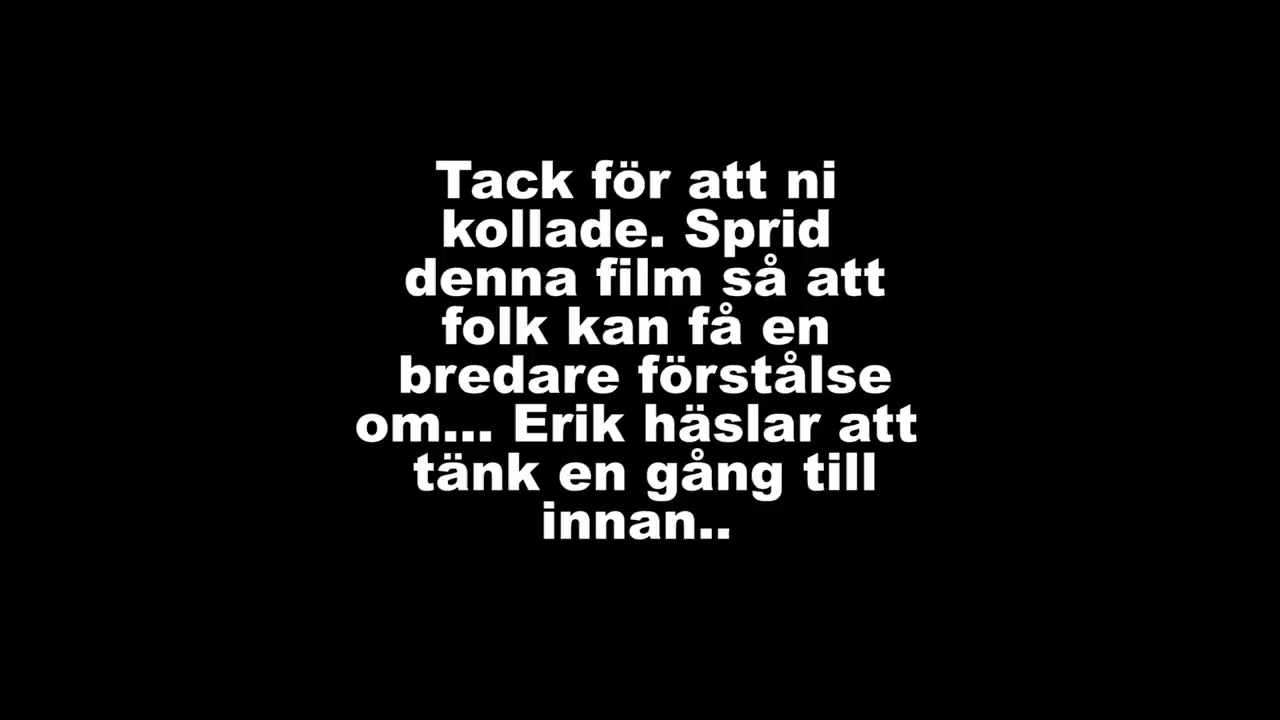 Tack för att ni
kollade. Sprid
denna film så att
folk kan få en
bredare förstålse
om... Erik häslar att
tänk en gång till
innan..